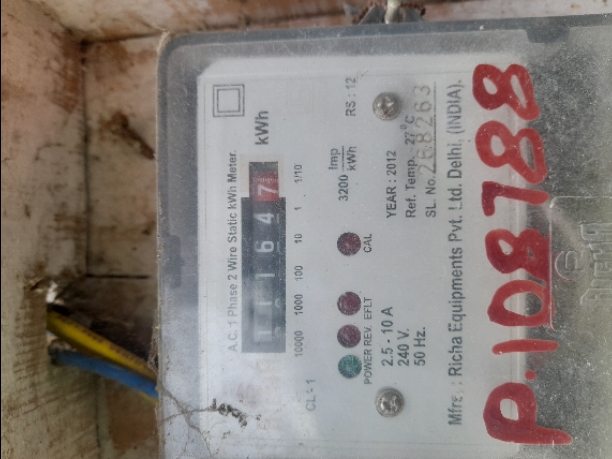 A.C. 1 Phase 2 Wire Static kWh Meter.
1 1 6 4 7 kWh
10000 1000 100 10 1 1/10
CL : 1
3200 Imp/kWh RS : 12
POWER REV. EFLT CAL
2.5 - 10 A YEAR : 2012
240 V. Ref. Temp. 27°C
50 Hz. SL. No. 268263
Mfrs : Richa Equipments Pvt. Ltd. Delhi. (INDIA).
P.108788